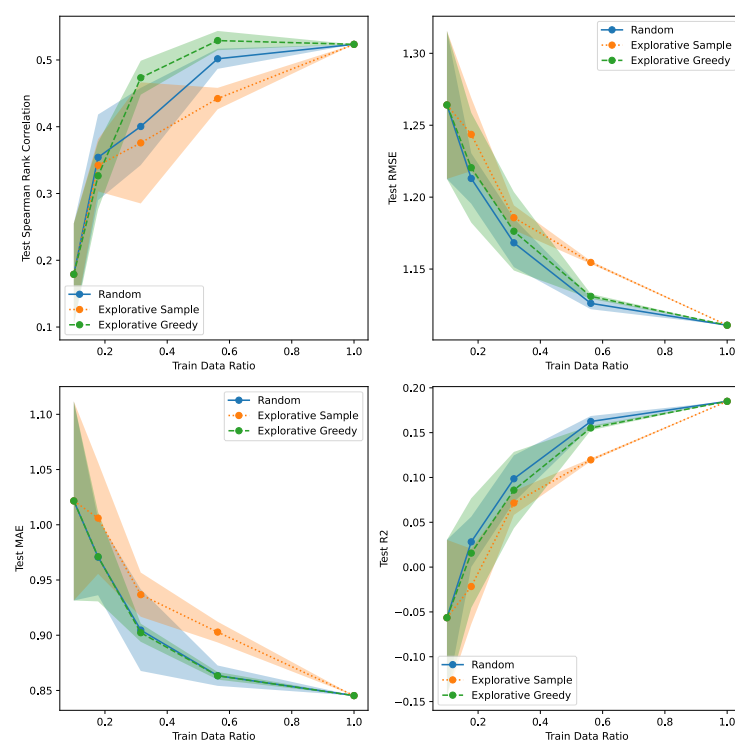 Test Spearman Rank Correlation
0.5
0.4
0.3
0.2
0.1
Random
Explorative Sample
Explorative Greedy
0.2 0.4 0.6 0.8 1.0
Train Data Ratio
Test RMSE
1.30
1.25
1.20
1.15
Random
Explorative Sample
Explorative Greedy
0.2 0.4 0.6 0.8 1.0
Train Data Ratio
Test MAE
1.10
1.05
1.00
0.95
0.90
0.85
Random
Explorative Sample
Explorative Greedy
0.2 0.4 0.6 0.8 1.0
Train Data Ratio
Test R2
0.20
0.15
0.10
0.05
0.00
−0.05
−0.10
−0.15
Random
Explorative Sample
Explorative Greedy
0.2 0.4 0.6 0.8 1.0
Train Data Ratio